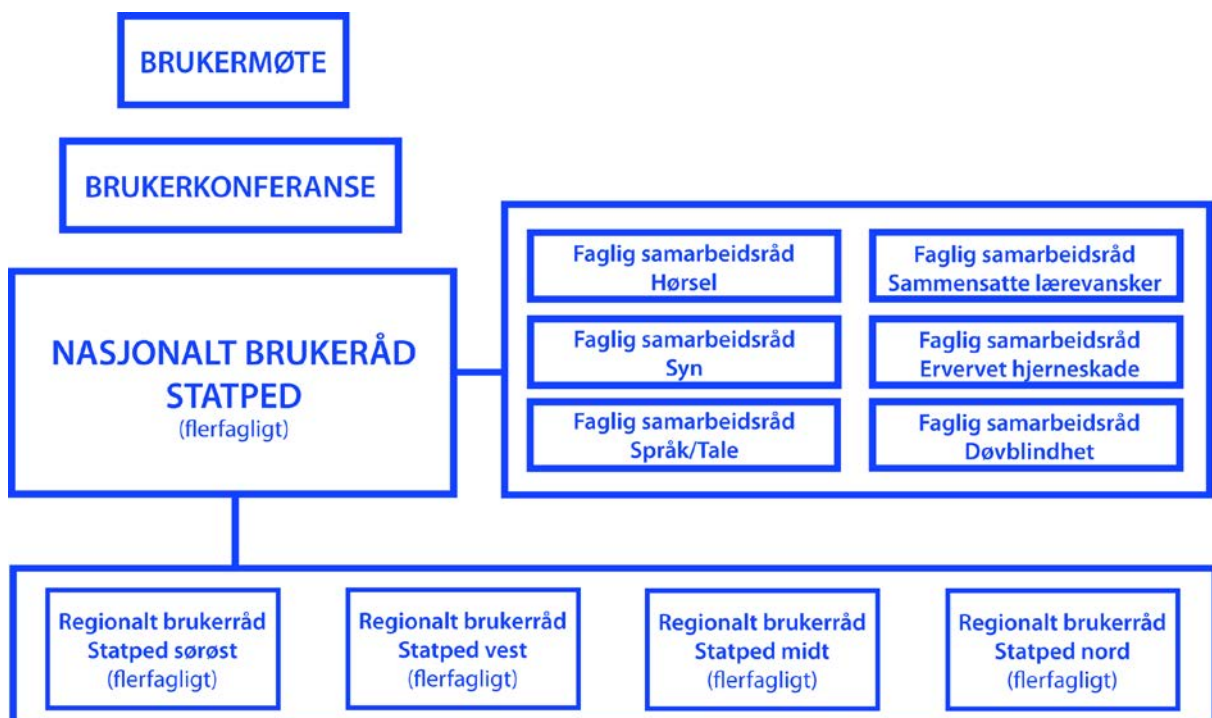 BRUKERMØTE
BRUKERKONFERANSE
NASJONALT BRUKERÅD
STATPED
(flerfagligt)
Faglig samarbeidsråd
Hørsel
Faglig samarbeidsråd
Sammensatte lærevansker
Faglig samarbeidsråd
Syn
Faglig samarbeidsråd
Ervervet hjerneskade
Faglig samarbeidsråd
Språk/Tale
Faglig samarbeidsråd
Døvblindhet
Regionalt brukerråd
Statped sørøst
(flerfagligt)
Regionalt brukerråd
Statped vest
(flerfagligt)
Regionalt brukerråd
Statped midt
(flerfagligt)
Regionalt brukerråd
Statped nord
(flerfagligt)